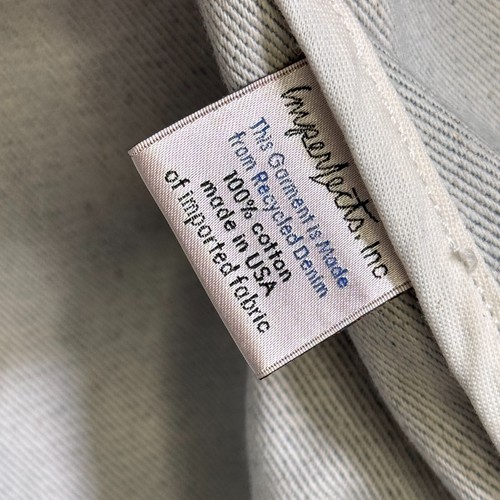 Imperfects, Inc
This Garment is Made
from Recycled Denim
100% cotton
made in USA
of imported fabric